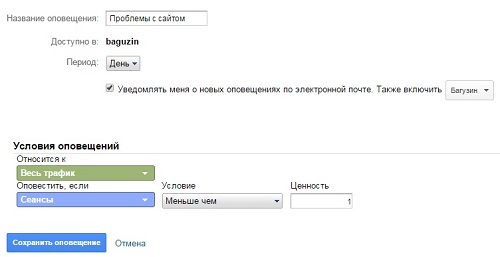 Название оповещения: Проблемы с сайтом
Доступно в: baguzin
Период: День
Уведомлять меня о новых оповещениях по электронной почте. Также включить Багузин
Условия оповещений
Относится к
Весь трафик
Оповестить, если Условие Ценность
Сеансы Меньше чем 1
Сохранить оповещение Отмена